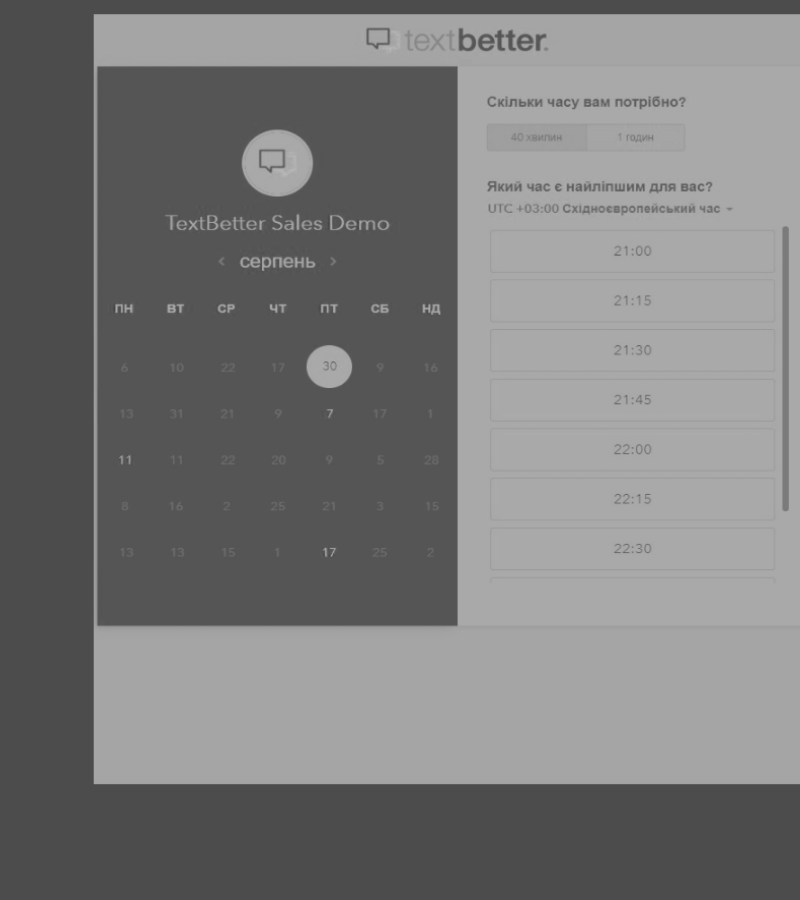 textbetter.
TextBetter Sales Demo
< серпень >
ПН ВТ СР ЧТ ПТ СБ НД
6 10 22 17 30 9 16
13 31 21 9 7 17 1
11 11 22 20 9 5 28
8 16 2 25 21 3 15
13 13 15 1 17 25 2
Скільки часу вам потрібно?
40 хвилин 1 годин
Який час є найліпшим для вас?
UTC +03:00 Східноєвропейський час
21:00
21:15
21:30
21:45
22:00
22:15
22:30